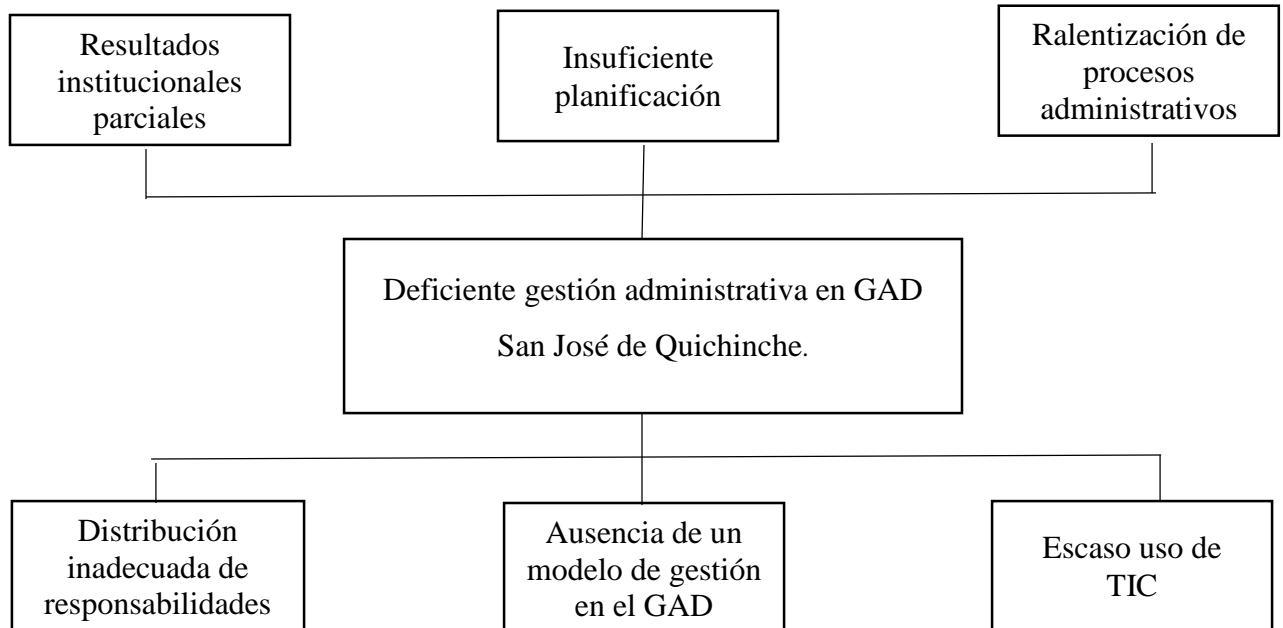 Resultados
institucionales
parciales
Insuficiente
planificación
Ralentización de
procesos
administrativos
Deficiente gestión administrativa en GAD
San José de Quichinche.
Distribución
inadecuada de
responsabilidades
Ausencia de un
modelo de gestión
en el GAD
Escaso uso de
TIC